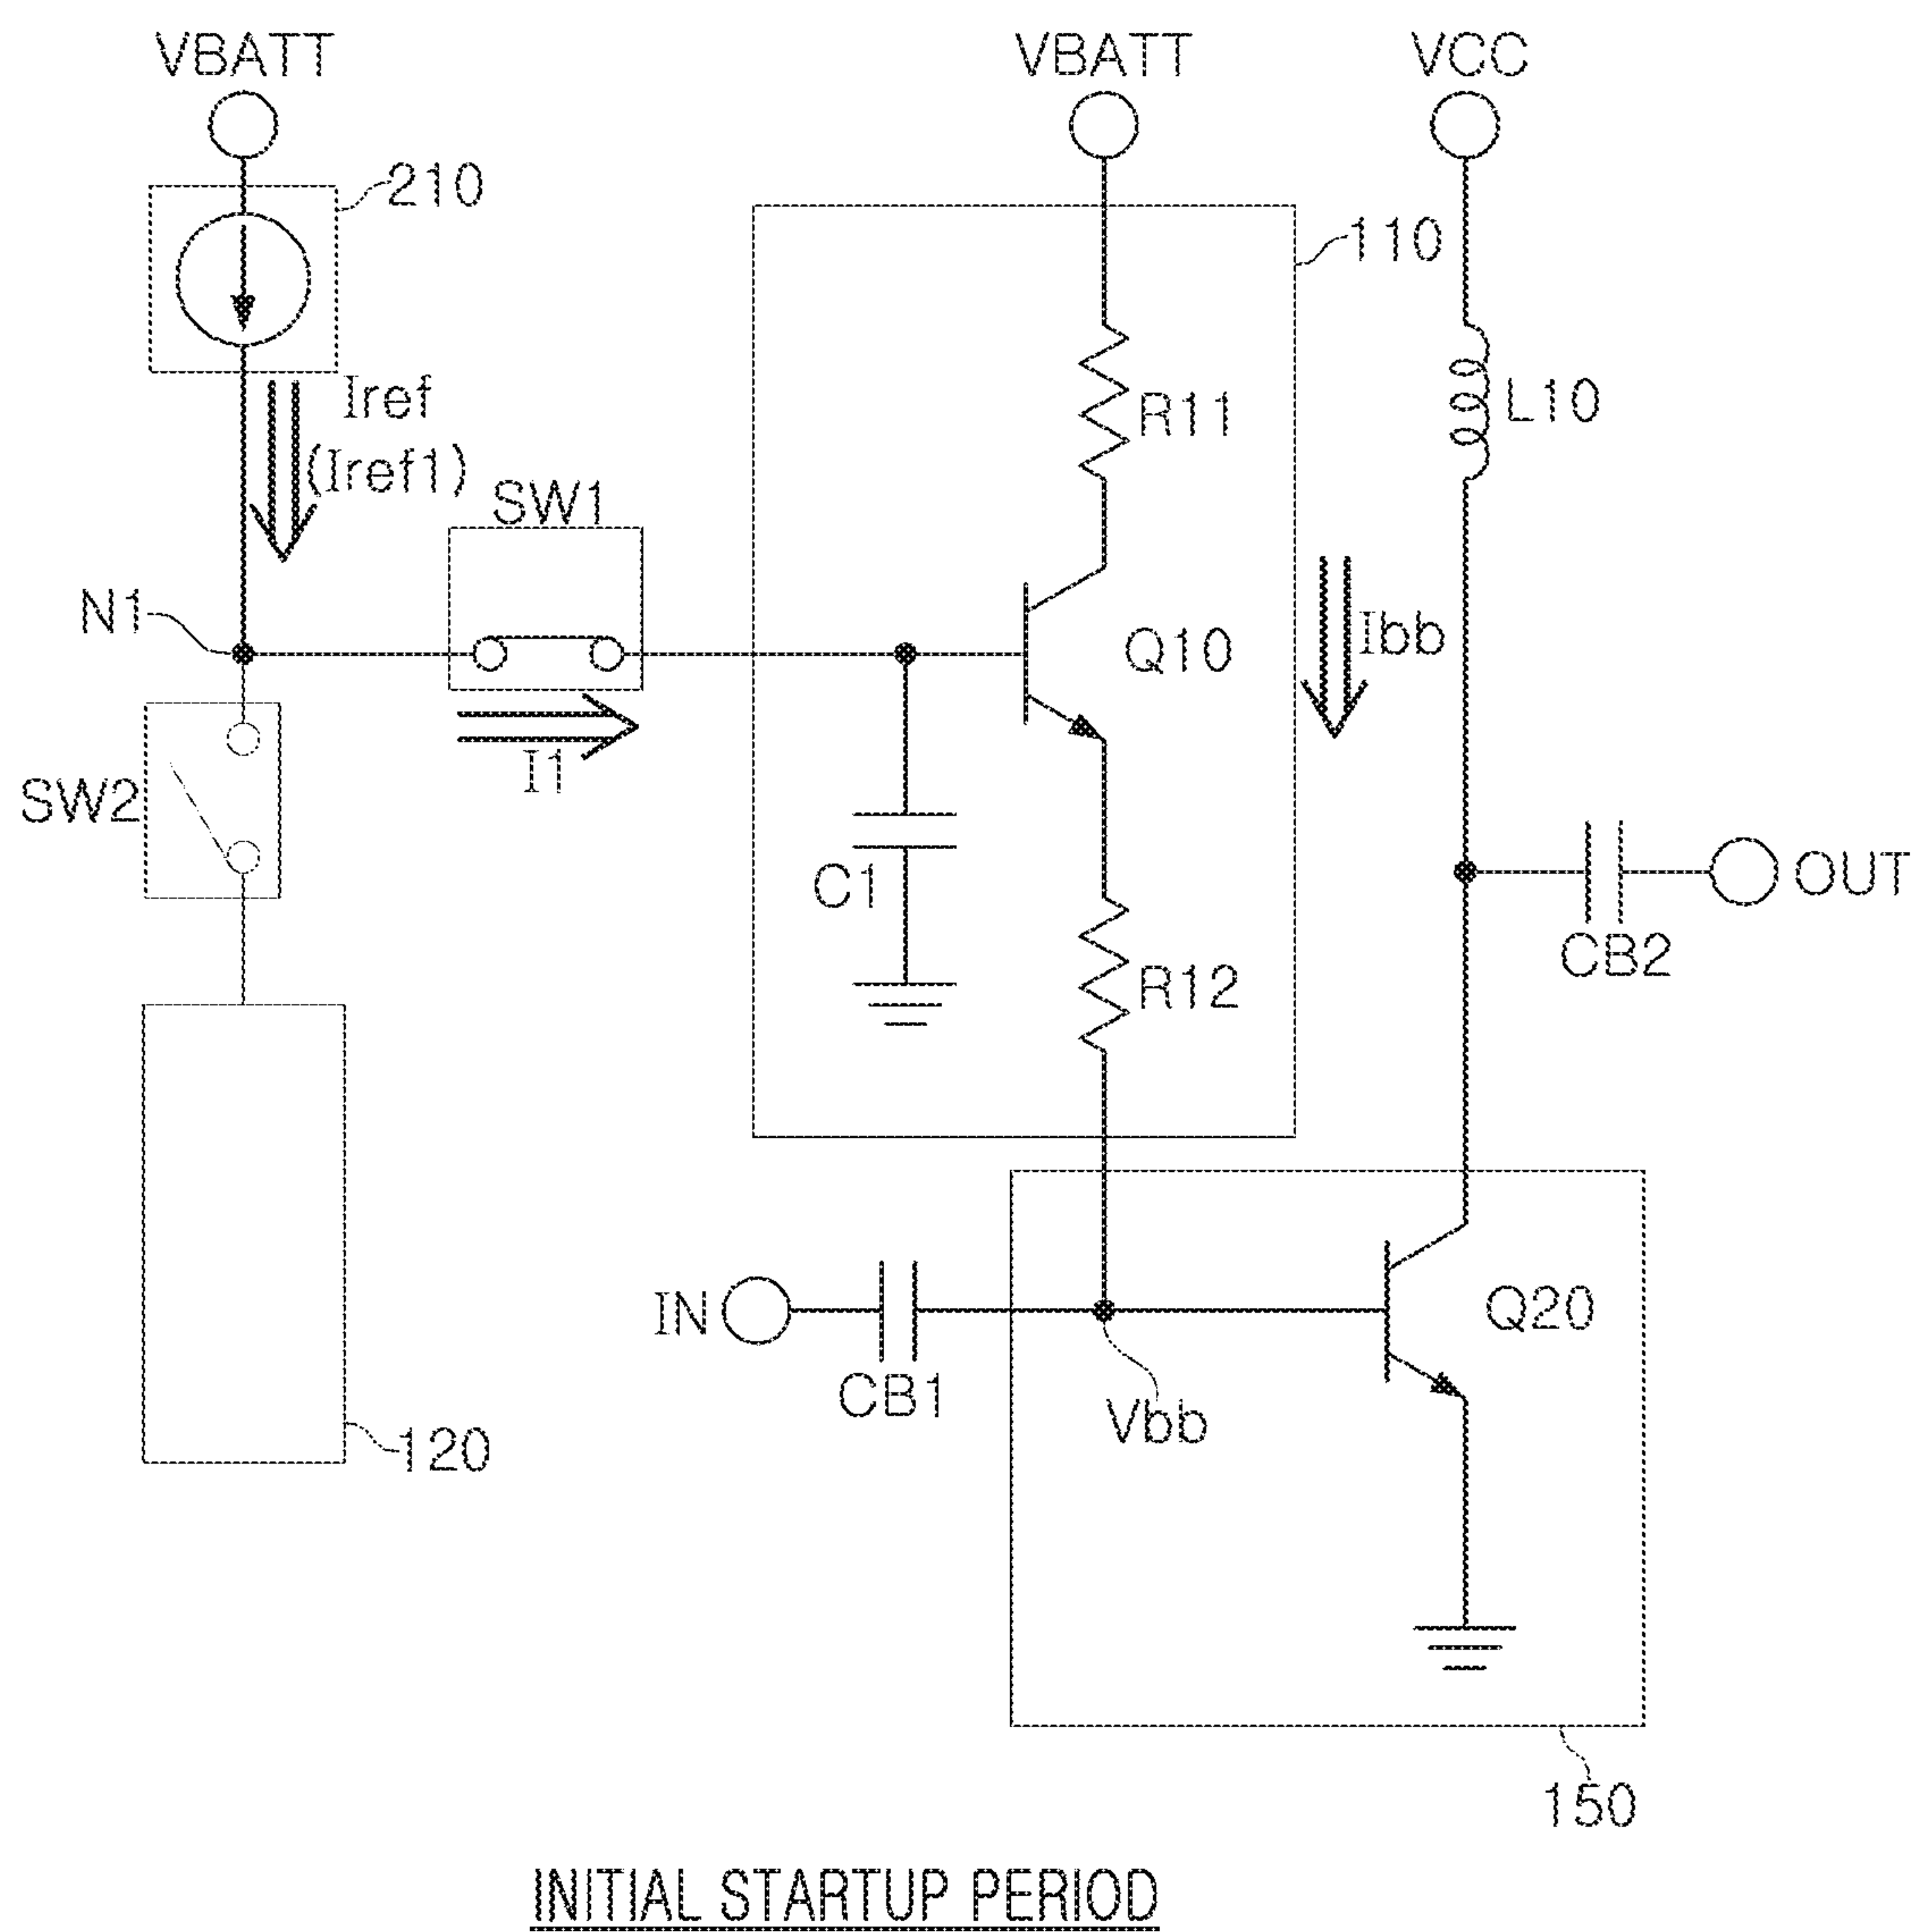 VBATT
VBATT
VCC
210
110
Iref
(Iref1)
R11
L10
SW1
N1
Q10
Ibb
I1
SW2
C1
OUT
CB2
R12
IN
Q20
CB1
Vbb
120
150
INITIAL STARTUP PERIOD